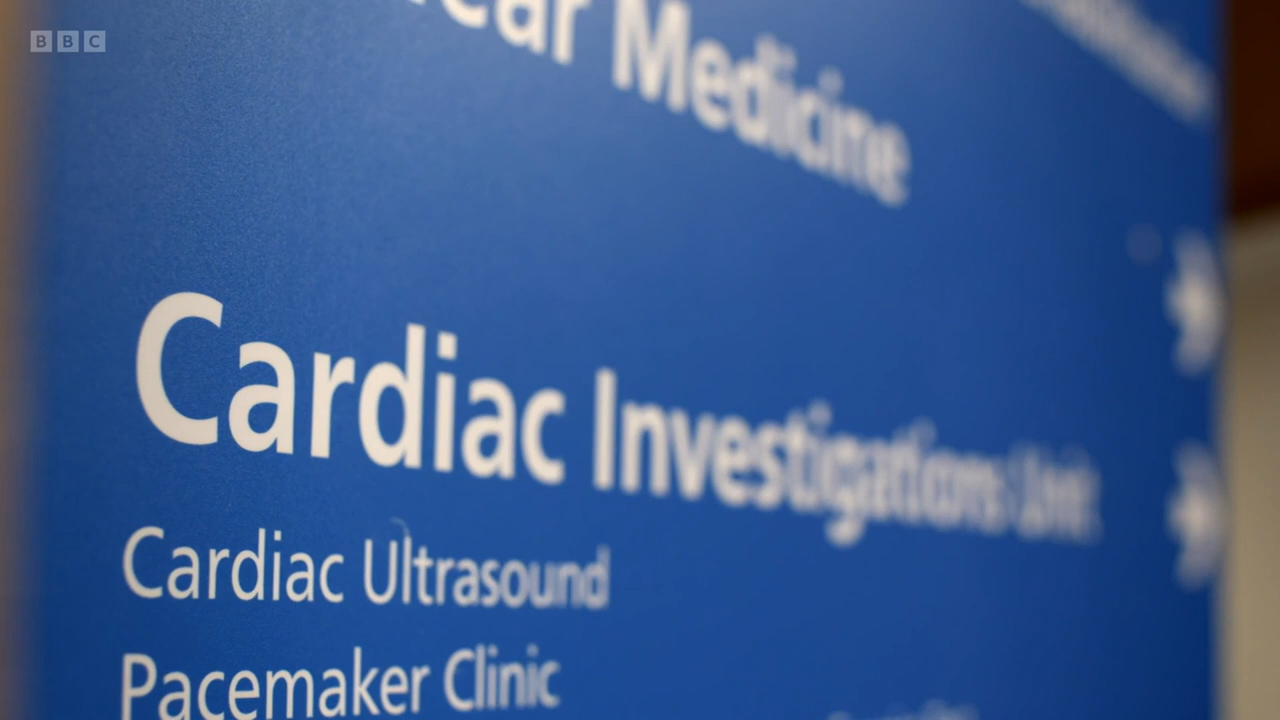 BBC
Medicine
Cardiac Investigations Unit
Cardiac Ultrasound
Pacemaker Clinic